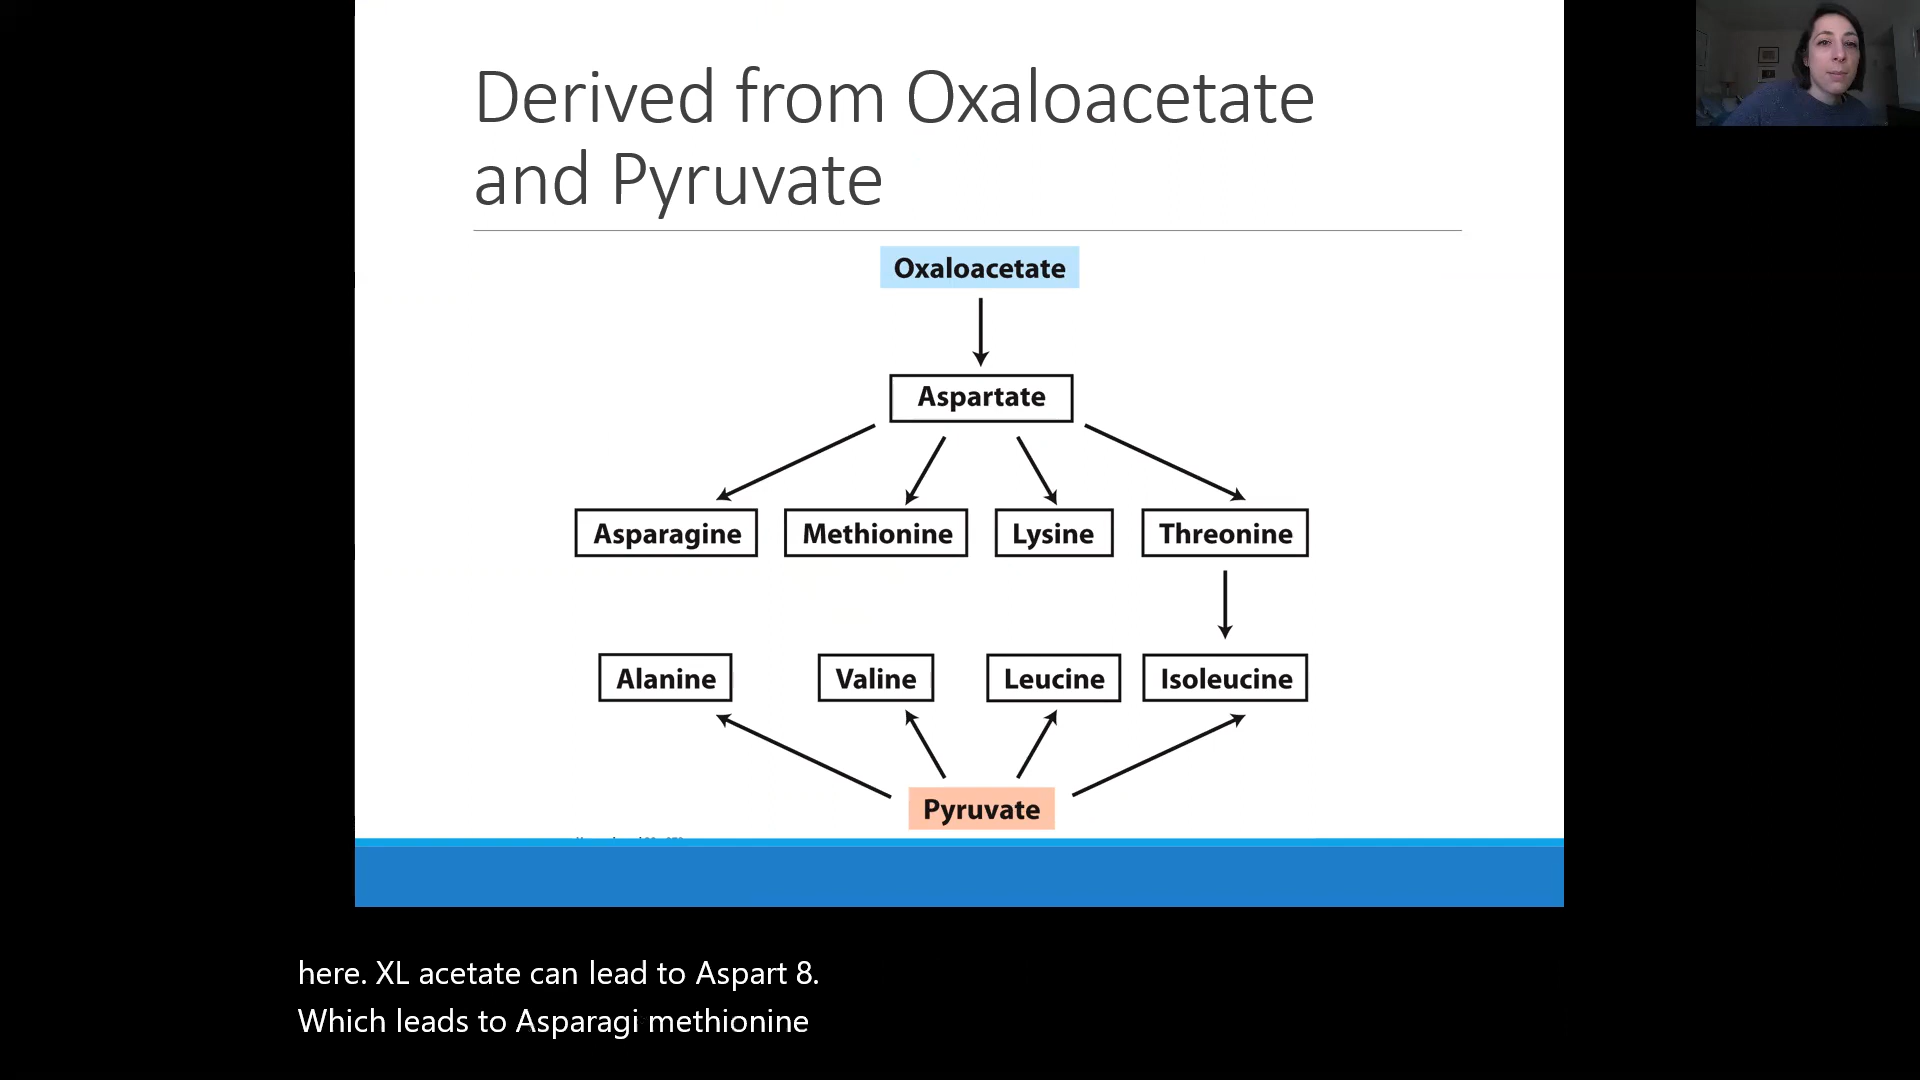 Derived from Oxaloacetate
and Pyruvate
Oxaloacetate
Aspartate
Asparagine Methionine Lysine Threonine
Alanine Valine Leucine Isoleucine
Pyruvate
here. XL acetate can lead to Aspart 8.
Which leads to Asparagi methionine